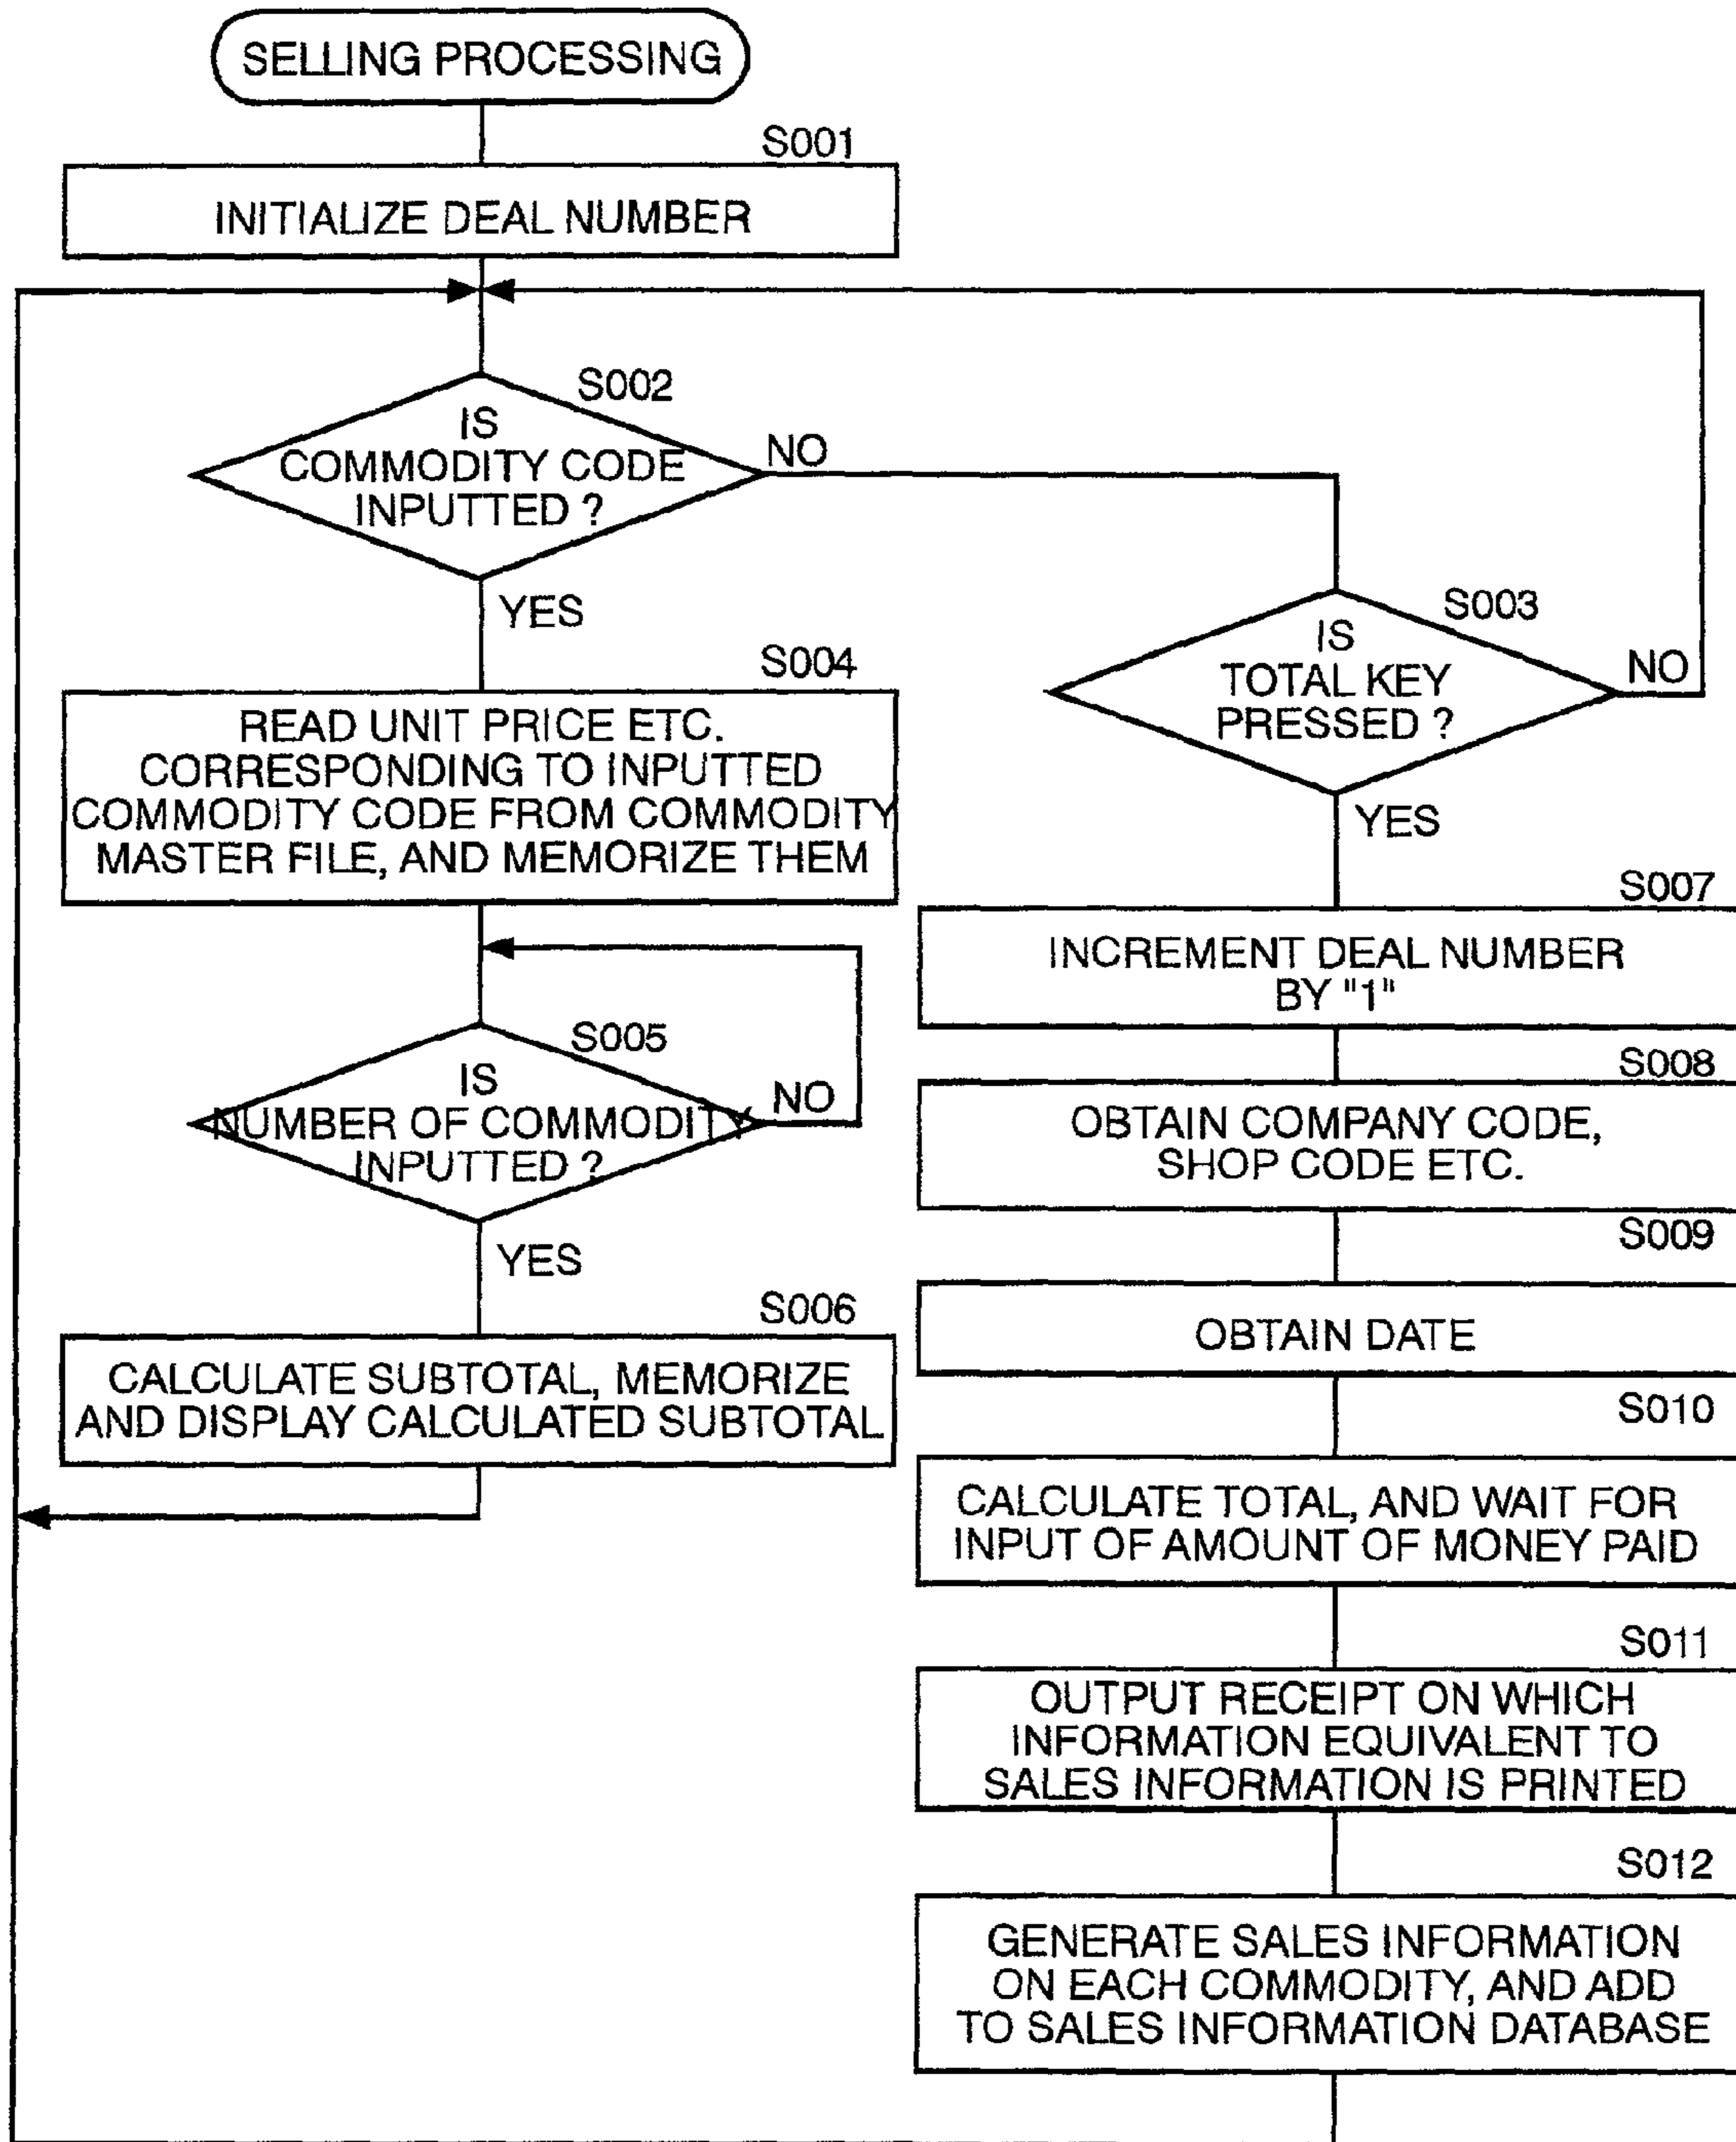 SELLING PROCESSING
S001
INITIALIZE DEAL NUMBER
S002
IS
COMMODITY CODE
INPUTTED ?
NO
YES
S003
IS
TOTAL KEY
PRESSED ?
NO
YES
S004
READ UNIT PRICE ETC.
CORRESPONDING TO INPUTTED
COMMODITY CODE FROM COMMODITY
MASTER FILE, AND MEMORIZE THEM
S005
IS
NUMBER OF COMMODITY
INPUTTED ?
NO
YES
S006
CALCULATE SUBTOTAL, MEMORIZE
AND DISPLAY CALCULATED SUBTOTAL
S007
INCREMENT DEAL NUMBER
BY "1"
S008
OBTAIN COMPANY CODE,
SHOP CODE ETC.
S009
OBTAIN DATE
S010
CALCULATE TOTAL, AND WAIT FOR
INPUT OF AMOUNT OF MONEY PAID
S011
OUTPUT RECEIPT ON WHICH
INFORMATION EQUIVALENT TO
SALES INFORMATION IS PRINTED
S012
GENERATE SALES INFORMATION
ON EACH COMMODITY, AND ADD
TO SALES INFORMATION DATABASE